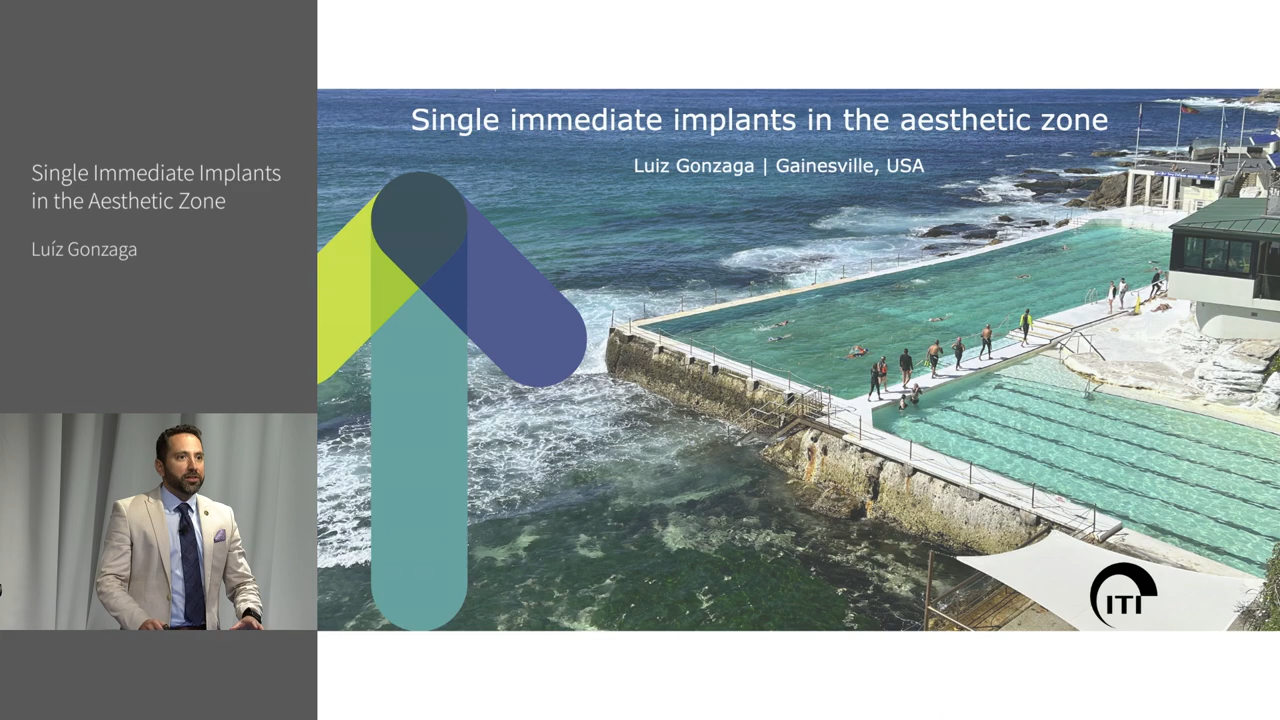 Single Immediate Implants
in the Aesthetic Zone
Luíz Gonzaga
Single immediate implants in the aesthetic zone
Luiz Gonzaga | Gainesville, USA
ITI